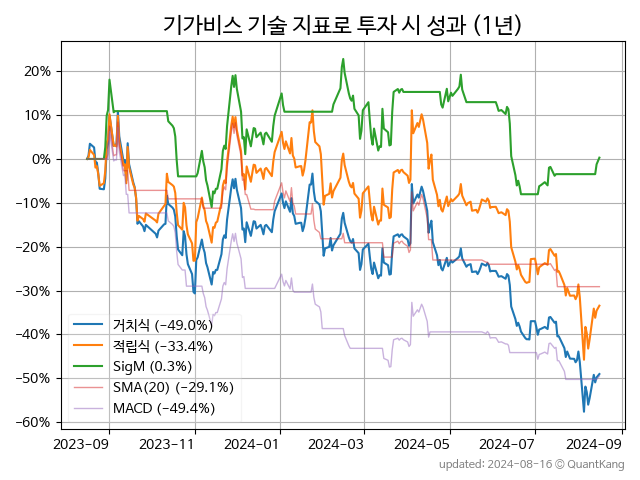 기가비스 기술 지표로 투자 시 성과 (1년)
20%
10%
0%
−10%
−20%
−30%
−40%
−50%
−60%
거치식 (−49.0%)
적립식 (−33.4%)
SigM (0.3%)
SMA(20) (−29.1%)
MACD (−49.4%)
2023-09 2023-11 2024-01 2024-03 2024-05 2024-07 2024-09
updated: 2024-08-16 © QuantKang